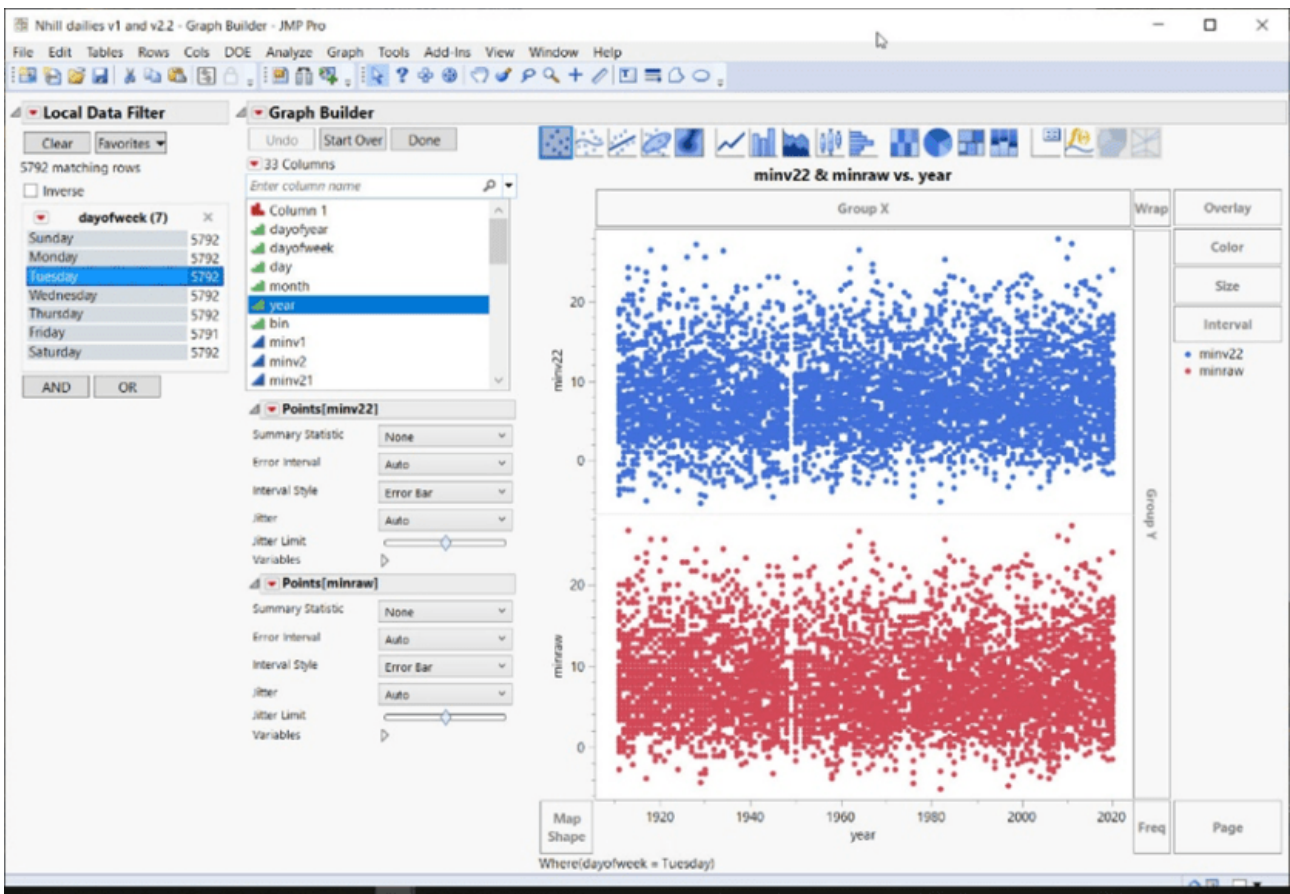 Nhill dailies v1 and v2.2 - Graph Builder - JMP Pro
File Edit Tables Rows Cols DOE Analyze Graph Tools Add-Ins View Window Help
Local Data Filter
Clear Favorites
5792 matching rows
Inverse
dayofweek (7)
Sunday 5792
Monday 5792
Tuesday 5792
Wednesday 5792
Thursday 5792
Friday 5791
Saturday 5792
AND OR
Graph Builder
Undo Start Over Done
33 Columns
Enter column name
Column 1
dayofyear
dayofweek
day
month
year
bin
minv1
minv2
minv21
Points[minv22]
Summary Statistic None
Error Interval Auto
Interval Style Error Bar
Jitter Auto
Jitter Limit
Variables
Points[minraw]
Summary Statistic None
Error Interval Auto
Interval Style Error Bar
Jitter Auto
Jitter Limit
Variables
minv22 & minraw vs. year
Group X
Wrap
Overlay
Color
Size
Interval
minv22
minraw
minv22
20
10
0
minraw
20
10
0
Group Y
Map
Shape
1920 1940 1960 1980 2000 2020
year
Freq
Page
Where(dayofweek = Tuesday)